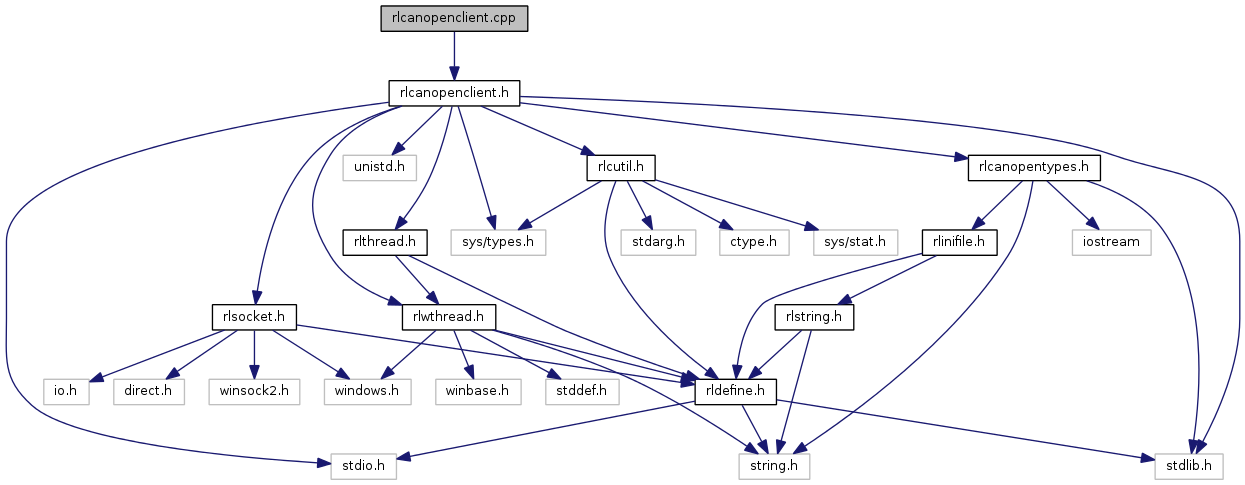 rlcanopenclient.cpp
rlcanopenclient.h
unistd.h
rlcutil.h
rlcanopentypes.h
rlthread.h
sys/types.h
stdarg.h
ctype.h
sys/stat.h
rlinifile.h
iostream
rlsocket.h
rlwthread.h
rlstring.h
io.h
direct.h
winsock2.h
windows.h
winbase.h
stddef.h
rldefine.h
stdio.h
string.h
stdlib.h